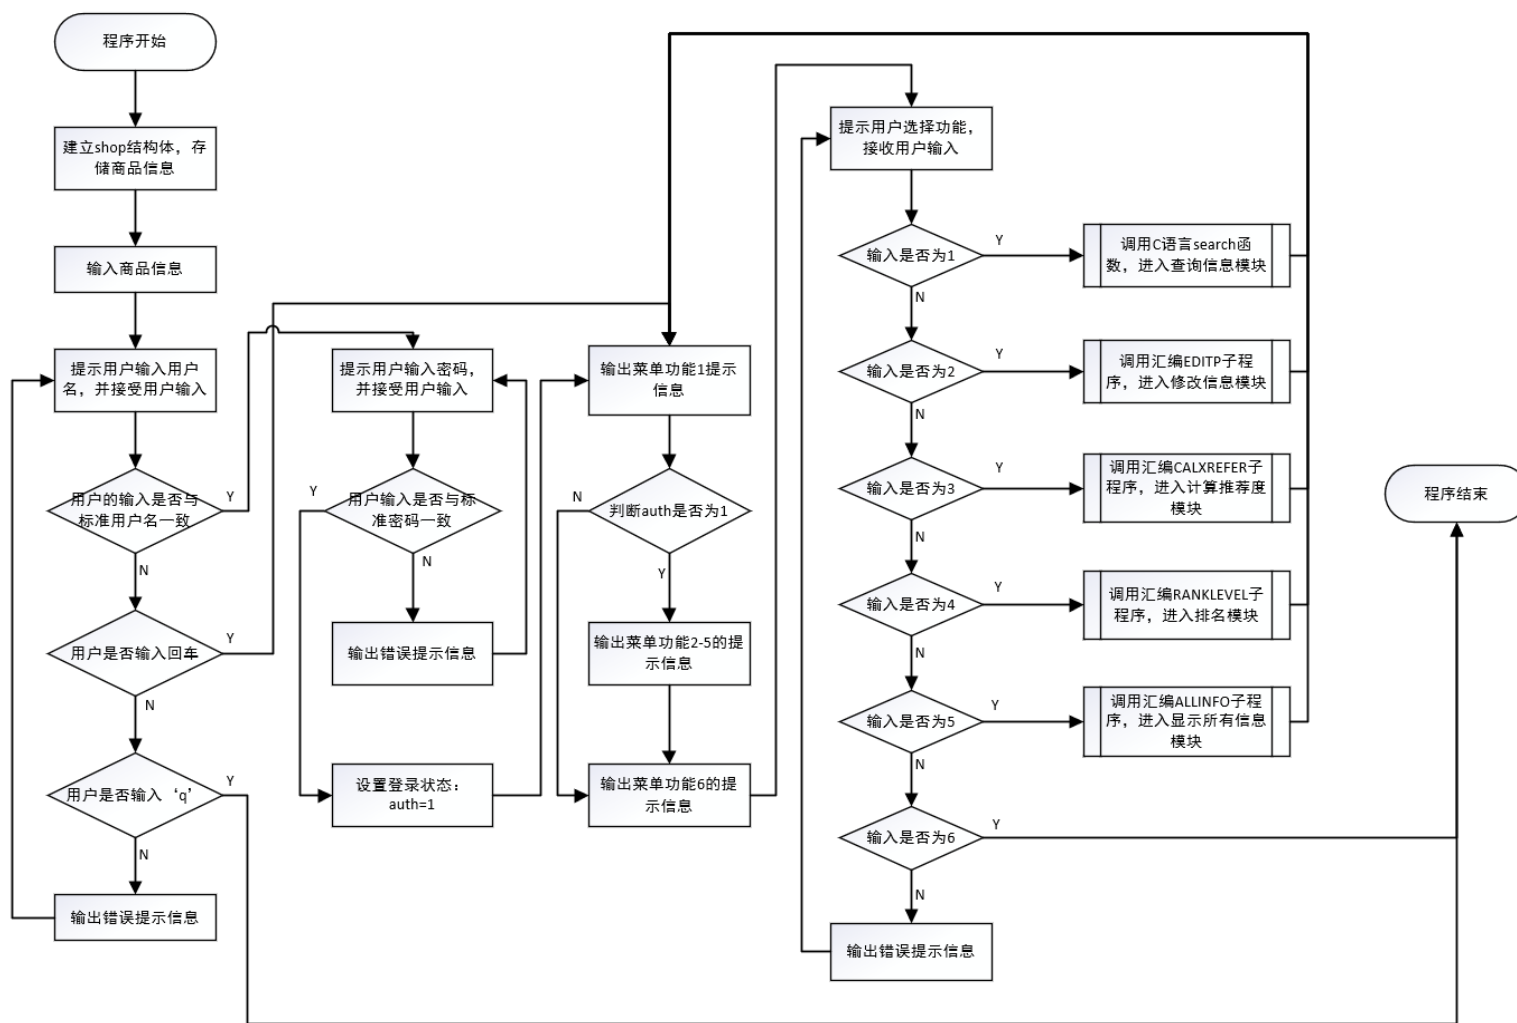 程序开始
建立shop结构体，存
储商品信息
输入商品信息
提示用户输入用户
名，并接受用户输入
用户的输入是否与
标准用户名一致
Y
N
用户是否输入回车
Y
N
用户是否输入‘q’
Y
N
输出错误提示信息
提示用户输入密码，
并接受用户输入
用户输入是否与标
准密码一致
Y
N
输出错误提示信息
设置登录状态：
auth=1
输出菜单功能1提示
信息
判断auth是否为1
N
Y
输出菜单功能2-5的提
示信息
输出菜单功能6的提
示信息
提示用户选择功能，
接收用户输入
输入是否为1
Y
N
调用C语言search函
数，进入查询信息模块
输入是否为2
Y
N
调用汇编EDITP子程
序，进入修改信息模块
输入是否为3
Y
N
调用汇编CALXREFER子
程序，进入计算推荐度
模块
输入是否为4
Y
N
调用汇编RANKLEVEL子
程序，进入排名模块
输入是否为5
Y
N
调用汇编ALLINFO子程
序，进入显示所有信息
模块
输入是否为6
Y
N
输出错误提示信息
程序结束